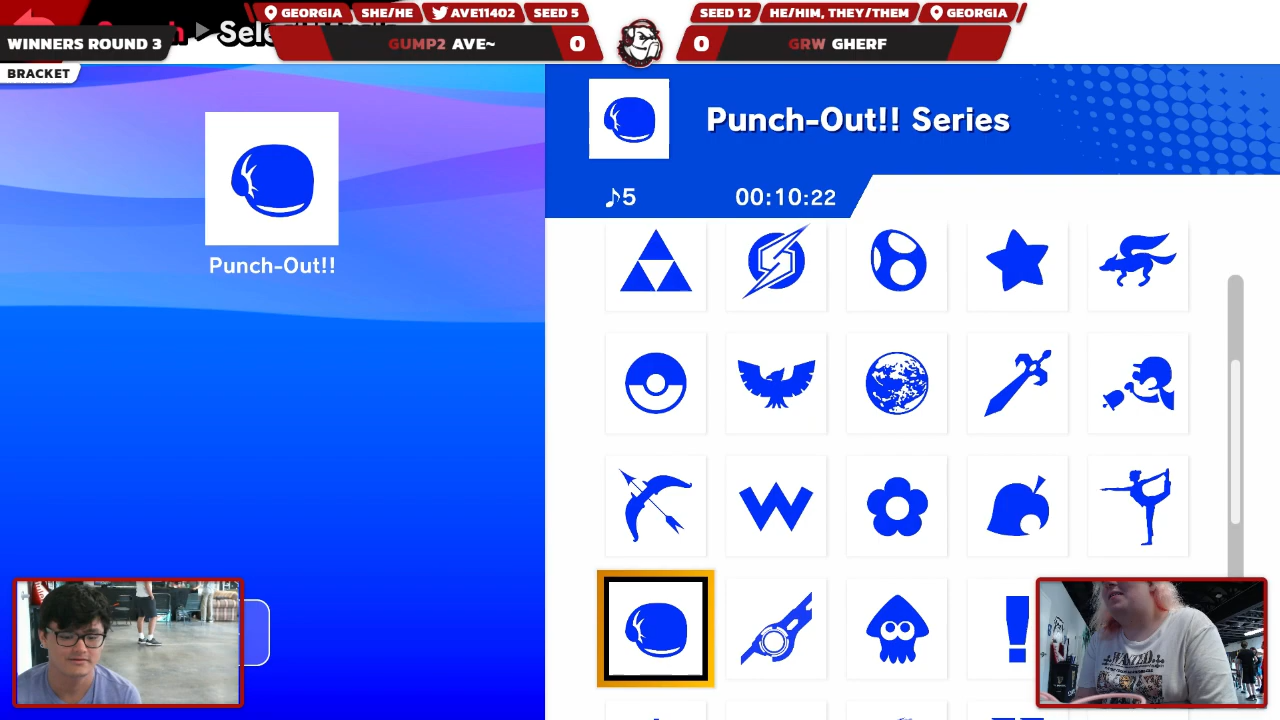 GEORGIA SHE/HE AVE11402 SEED 5
SEED 12 HE/HIM, THEY/THEM GEORGIA
WINNERS ROUND 3
GUMP2 AVE~ 0
0 GRW GHERF
BRACKET
Punch-Out!! Series
♪5 00:10:22
Punch-Out!!
WANTED